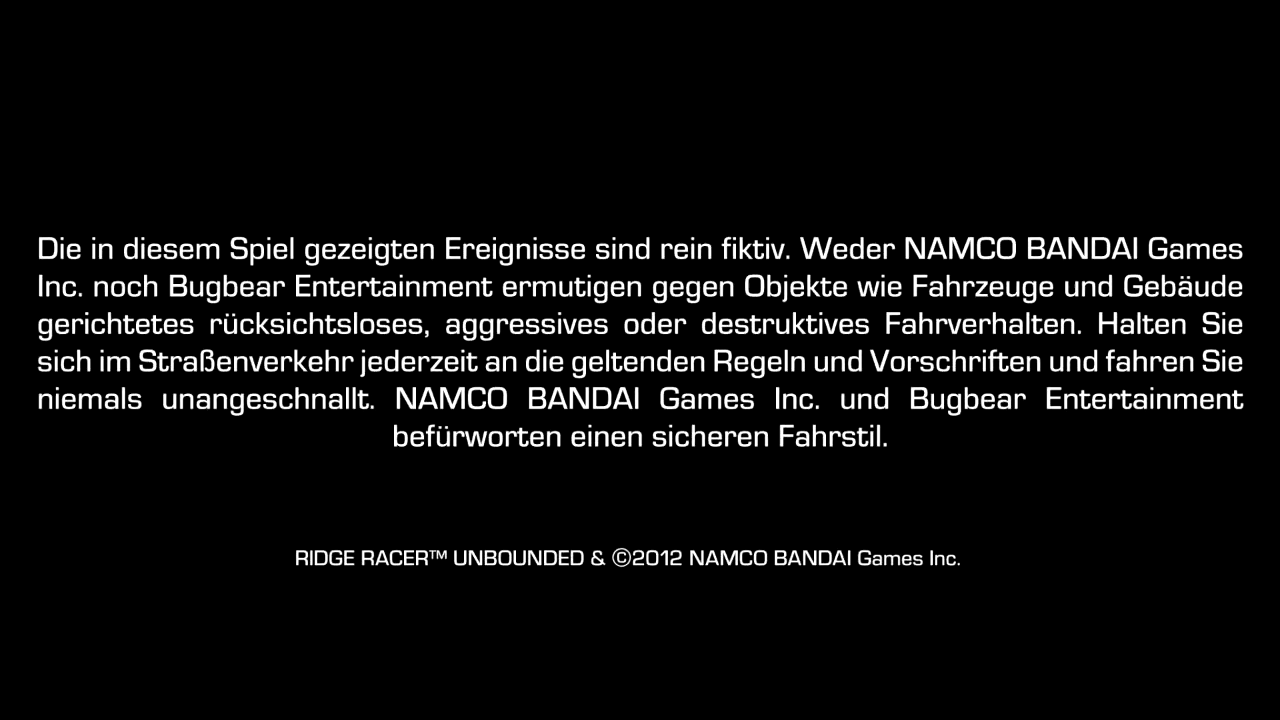 Die in diesem Spiel gezeigten Ereignisse sind rein fiktiv. Weder NAMCO BANDAI Games
Inc. noch Bugbear Entertainment ermutigen gegen Objekte wie Fahrzeuge und Gebäude
gerichtetes rücksichtsloses, aggressives oder destruktives Fahrverhalten. Halten Sie
sich im Straßenverkehr jederzeit an die geltenden Regeln und Vorschriften und fahren Sie
niemals unangeschnallt. NAMCO BANDAI Games Inc. und Bugbear Entertainment
befürworten einen sicheren Fahrstil.
RIDGE RACER™ UNBOUNDED & ©2012 NAMCO BANDAI Games Inc.